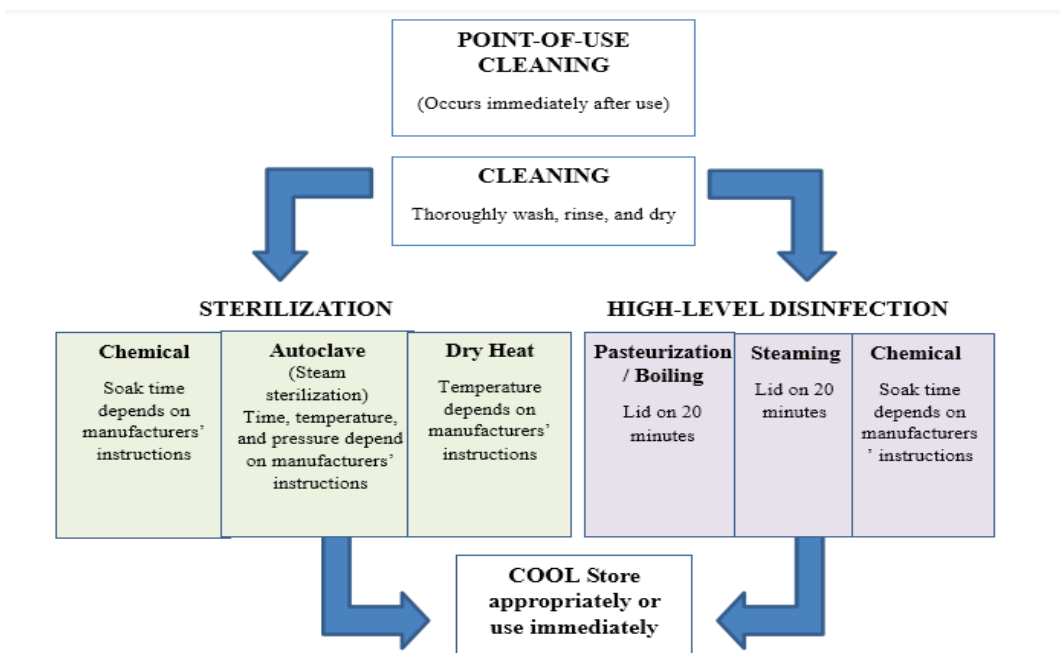 POINT-OF-USE
CLEANING
(Occurs immediately after use)
CLEANING
Thoroughly wash, rinse, and dry
STERILIZATION
Chemical
Soak time
depends on
manufacturers’
instructions
Autoclave
(Steam
sterilization)
Time, temperature,
and pressure depend
on manufacturers’
instructions
Dry Heat
Temperature
depends on
manufacturers’
instructions
HIGH-LEVEL DISINFECTION
Pasteurization
/ Boiling
Lid on 20
minutes
Steaming
Lid on 20
minutes
Chemical
Soak time
depends on
manufacturers
’ instructions
COOL Store
appropriately or
use immediately